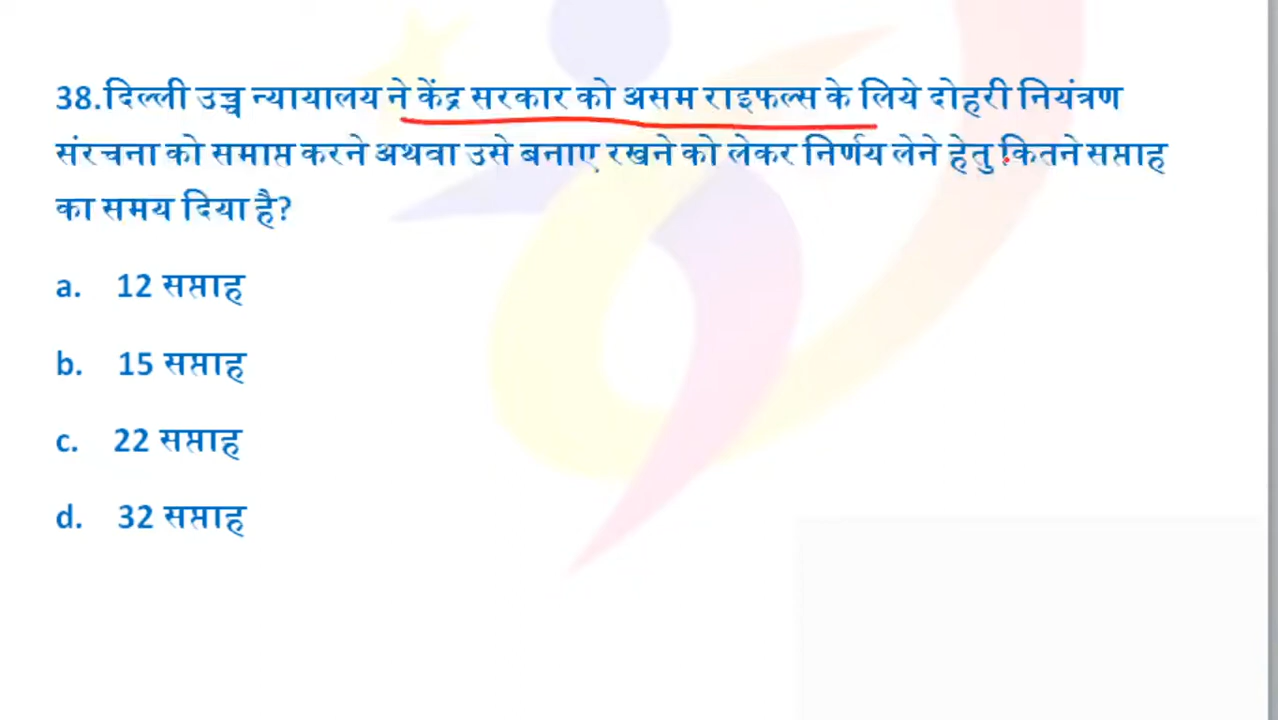 38.दिल्ली उच्च न्यायालय ने केंद्र सरकार को असम राइफल्स के लिये दोहरी नियंत्रण
संरचना को समाप्त करने अथवा उसे बनाए रखने को लेकर निर्णय लेने हेतु कितने सप्ताह
का समय दिया है?
a. 12 सप्ताह
b. 15 सप्ताह
c. 22 सप्ताह
d. 32 सप्ताह